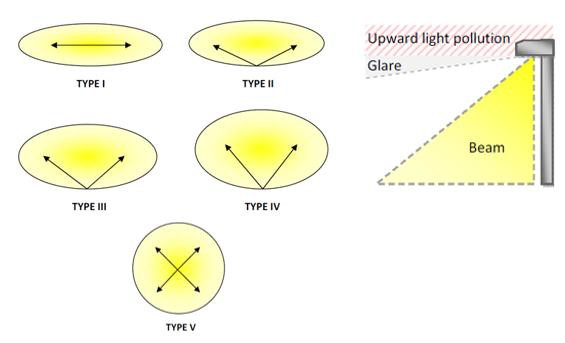 TYPE I
TYPE II
Upward light pollution
Glare
Beam
TYPE III
TYPE IV
TYPE V